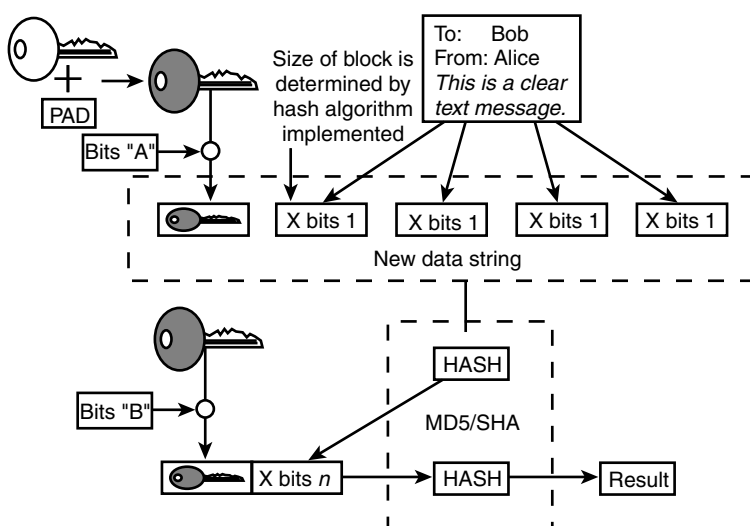 To: Bob
From: Alice
This is a clear
text message.
Size of block is
determined by
hash algorithm
implemented
PAD
Bits "A"
X bits 1
X bits 1
X bits 1
X bits 1
New data string
HASH
Bits "B"
MD5/SHA
X bits n
HASH
Result